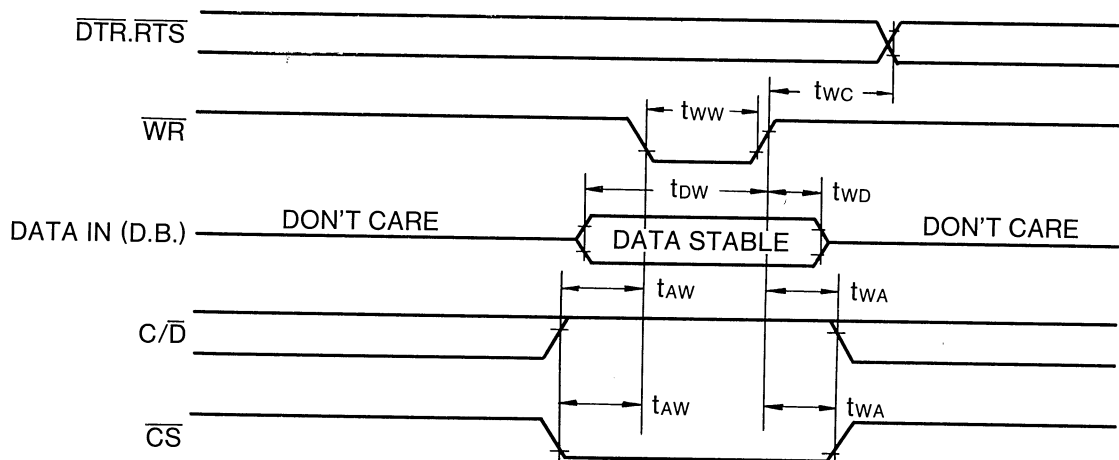 DTR.RTS
tWC
tWW
WR
tDW
tWD
DON'T CARE
DATA IN (D.B.)
DATA STABLE
DON'T CARE
tAW
tWA
C/D
tAW
tWA
CS